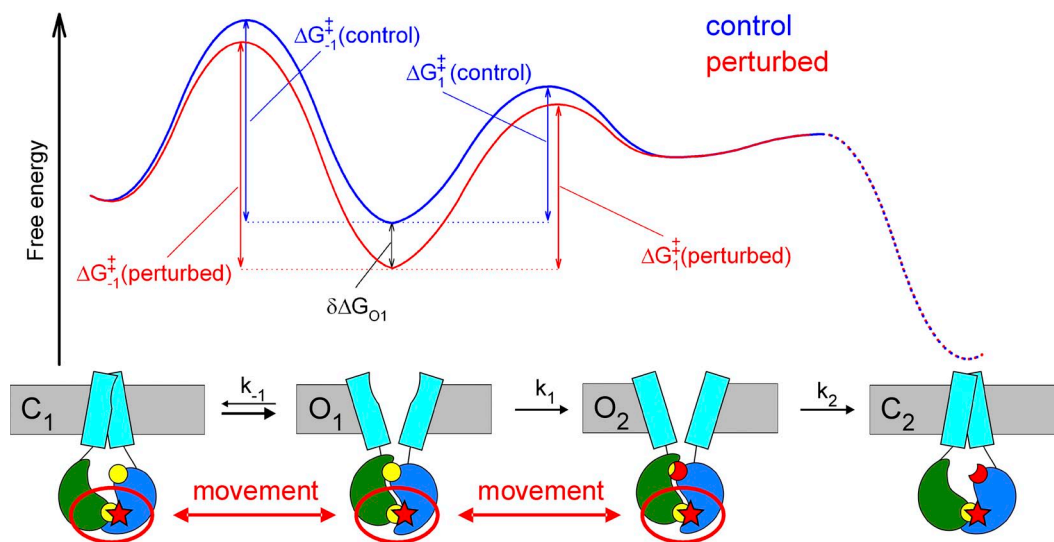 control
perturbed
Free energy
ΔG‡-1(control)
ΔG‡1(control)
ΔG‡-1(perturbed)
ΔG‡1(perturbed)
δΔG_O1
C1
k-1
O1
k1
O2
k2
C2
movement
movement